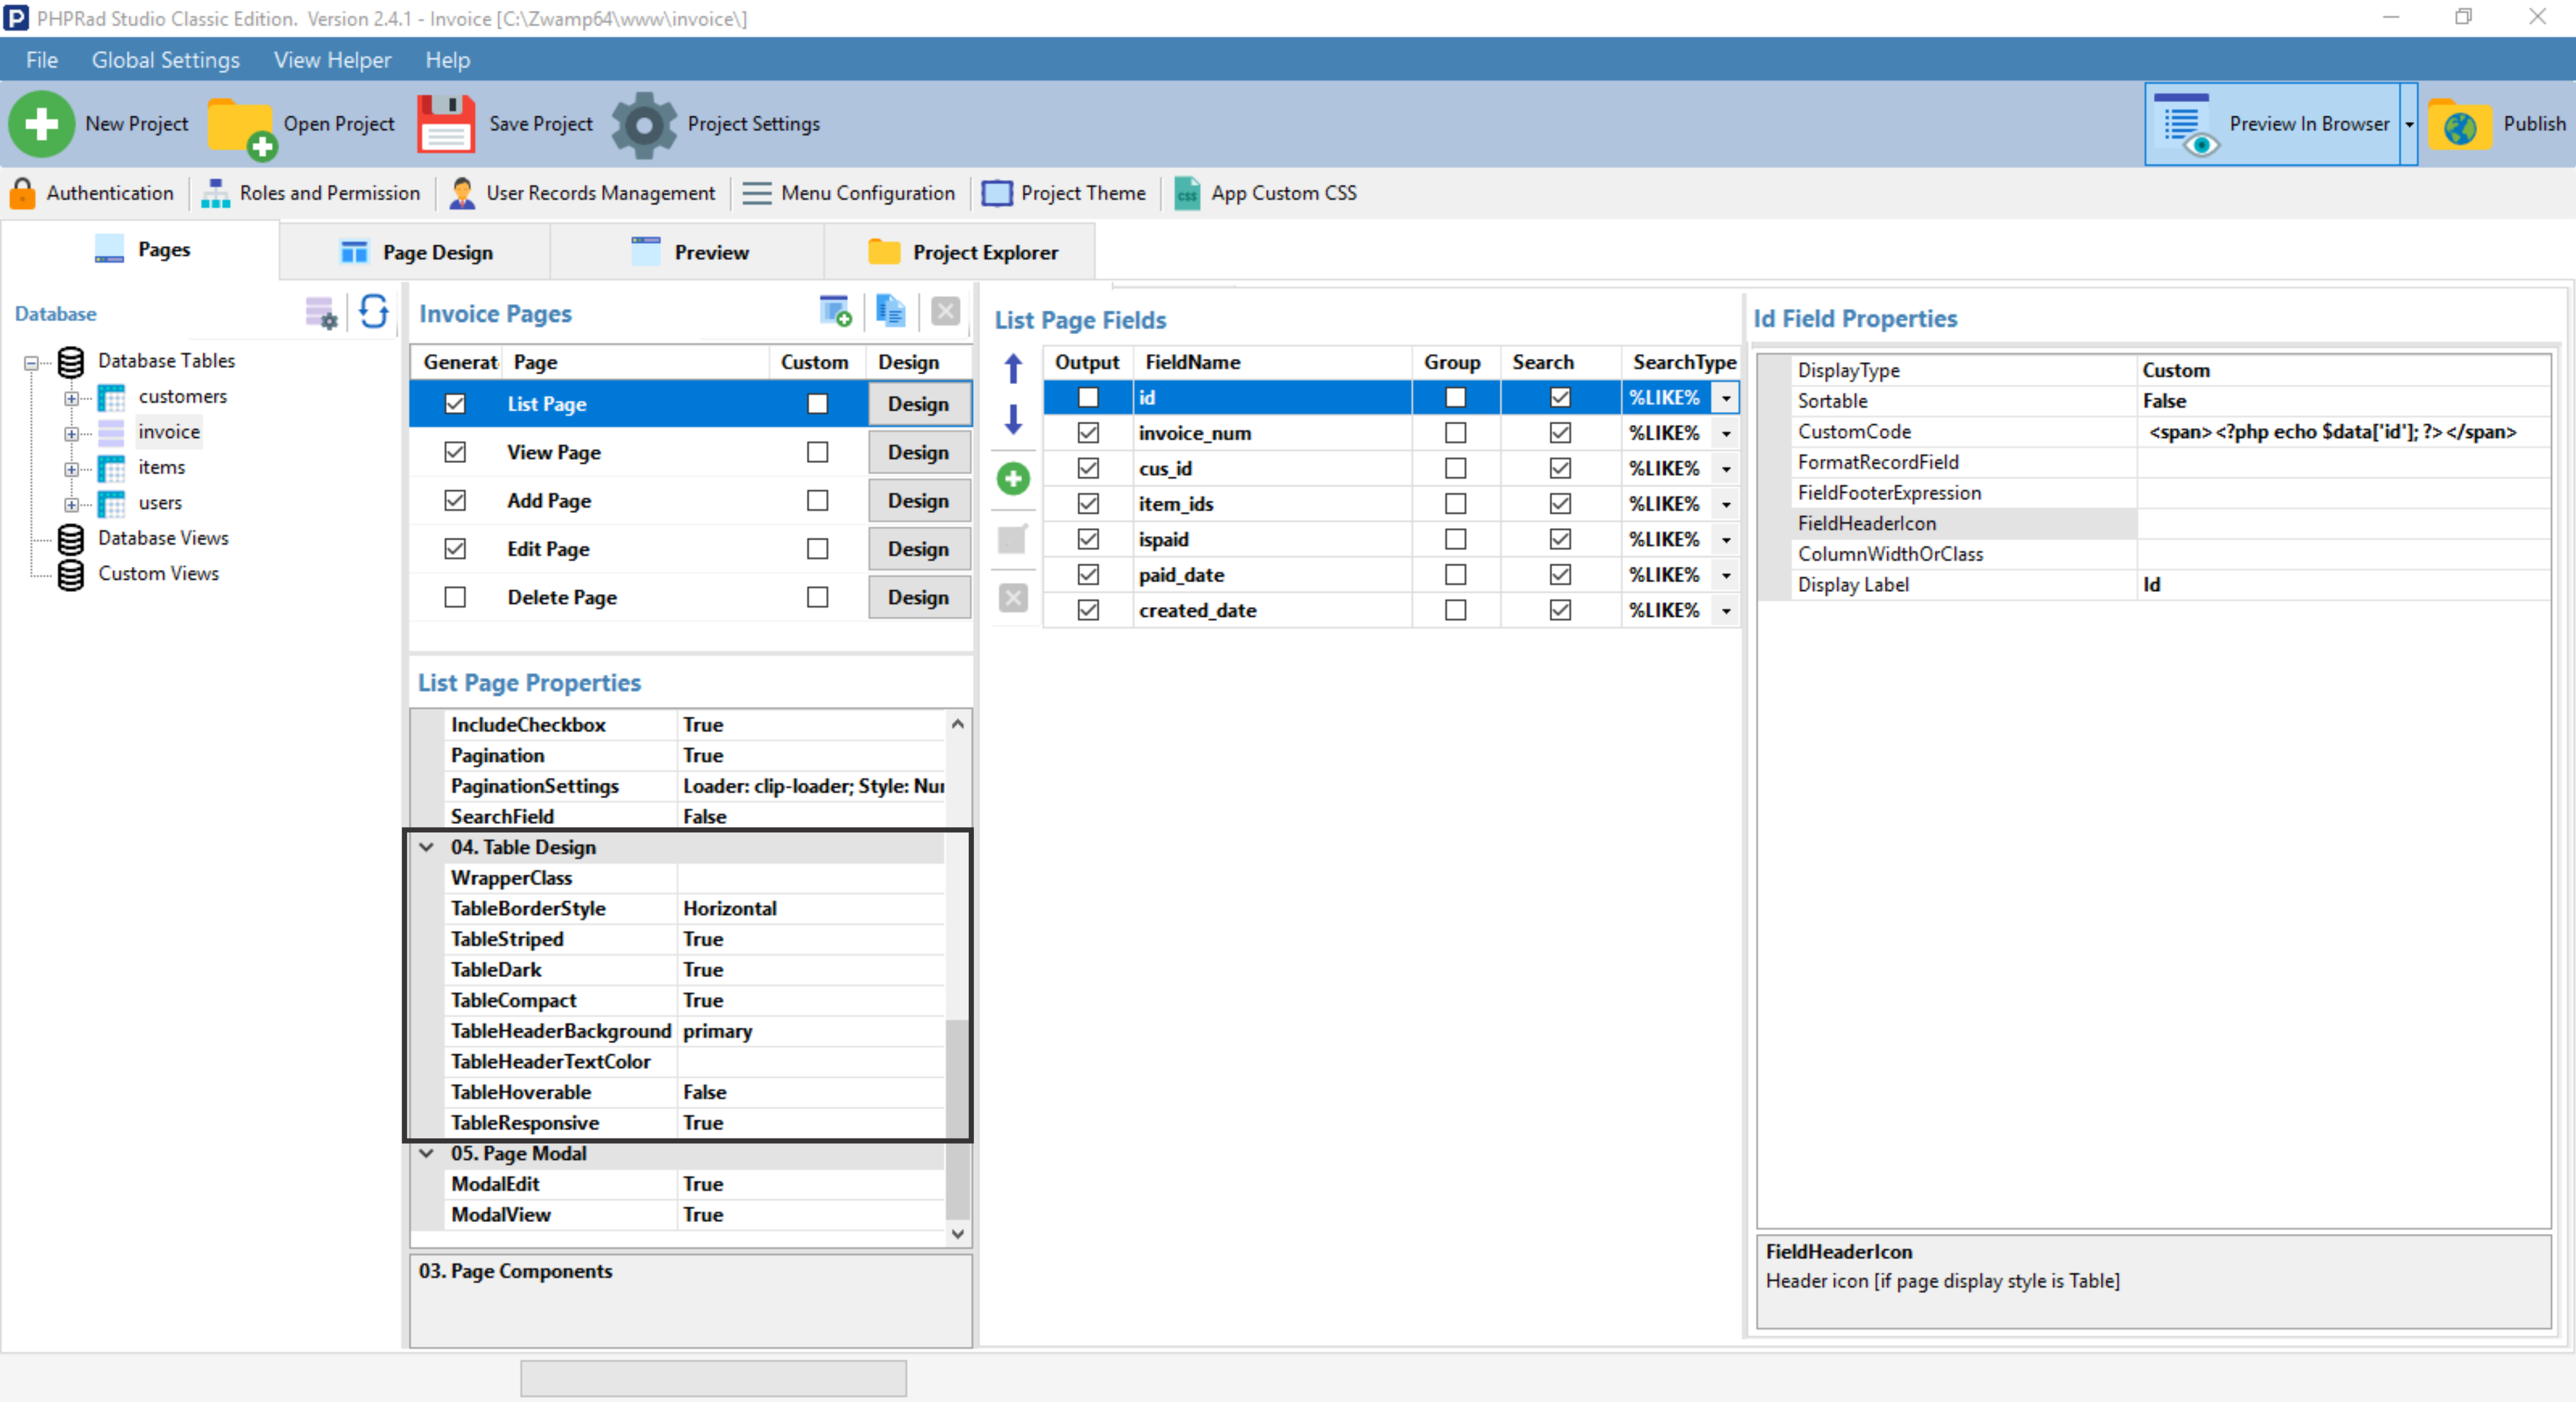 PHPRad Studio Classic Edition.  Version 2.4.1 - Invoice [C:\Zwamp64\www\invoice\]
File Global Settings View Helper Help
New Project Open Project Save Project Project Settings Preview In Browser Publish
Authentication Roles and Permission User Records Management Menu Configuration Project Theme css App Custom CSS
Pages Page Design Preview Project Explorer
Database
Database Tables
customers
invoice
items
users
Database Views
Custom Views
Invoice Pages
Generat Page Custom Design
List Page Design
View Page Design
Add Page Design
Edit Page Design
Delete Page Design
List Page Properties
IncludeCheckbox True
Pagination True
PaginationSettings Loader: clip-loader; Style: Nu
SearchField False
04. Table Design
WrapperClass
TableBorderStyle Horizontal
TableStriped True
TableDark True
TableCompact True
TableHeaderBackground primary
TableHeaderTextColor
TableHoverable False
TableResponsive True
05. Page Modal
ModalEdit True
ModalView True
03. Page Components
List Page Fields
Output FieldName Group Search SearchType
id %LIKE%
invoice_num %LIKE%
cus_id %LIKE%
item_ids %LIKE%
ispaid %LIKE%
paid_date %LIKE%
created_date %LIKE%
Id Field Properties
DisplayType Custom
Sortable False
CustomCode <span><?php echo $data['id']; ?></span>
FormatRecordField
FieldFooterExpression
FieldHeaderIcon
ColumnWidthOrClass
Display Label Id
FieldHeaderIcon
Header icon [if page display style is Table]